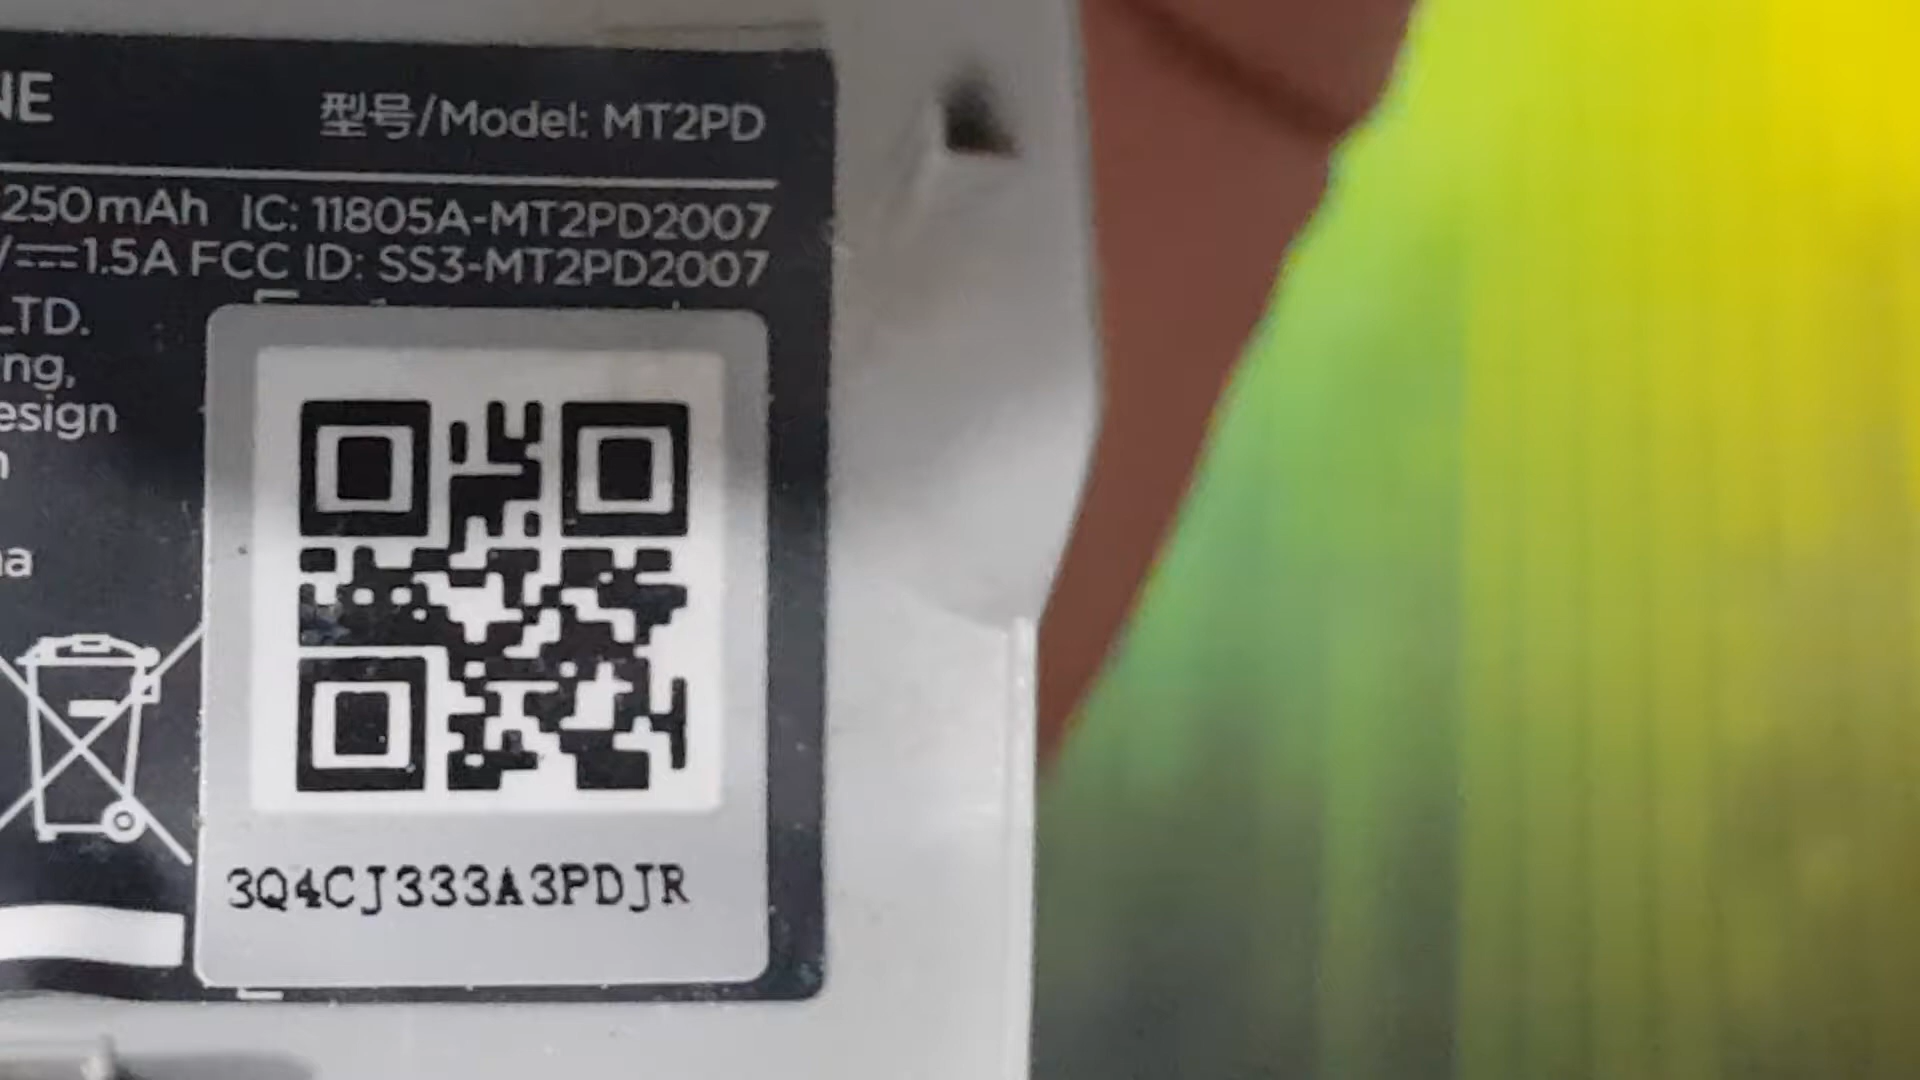 NE
型号/Model: MT2PD
250mAh IC: 11805A-MT2PD2007
1.5A FCC ID: SS3-MT2PD2007
LTD.
ng,
esign
3Q4CJ333A3PDJR